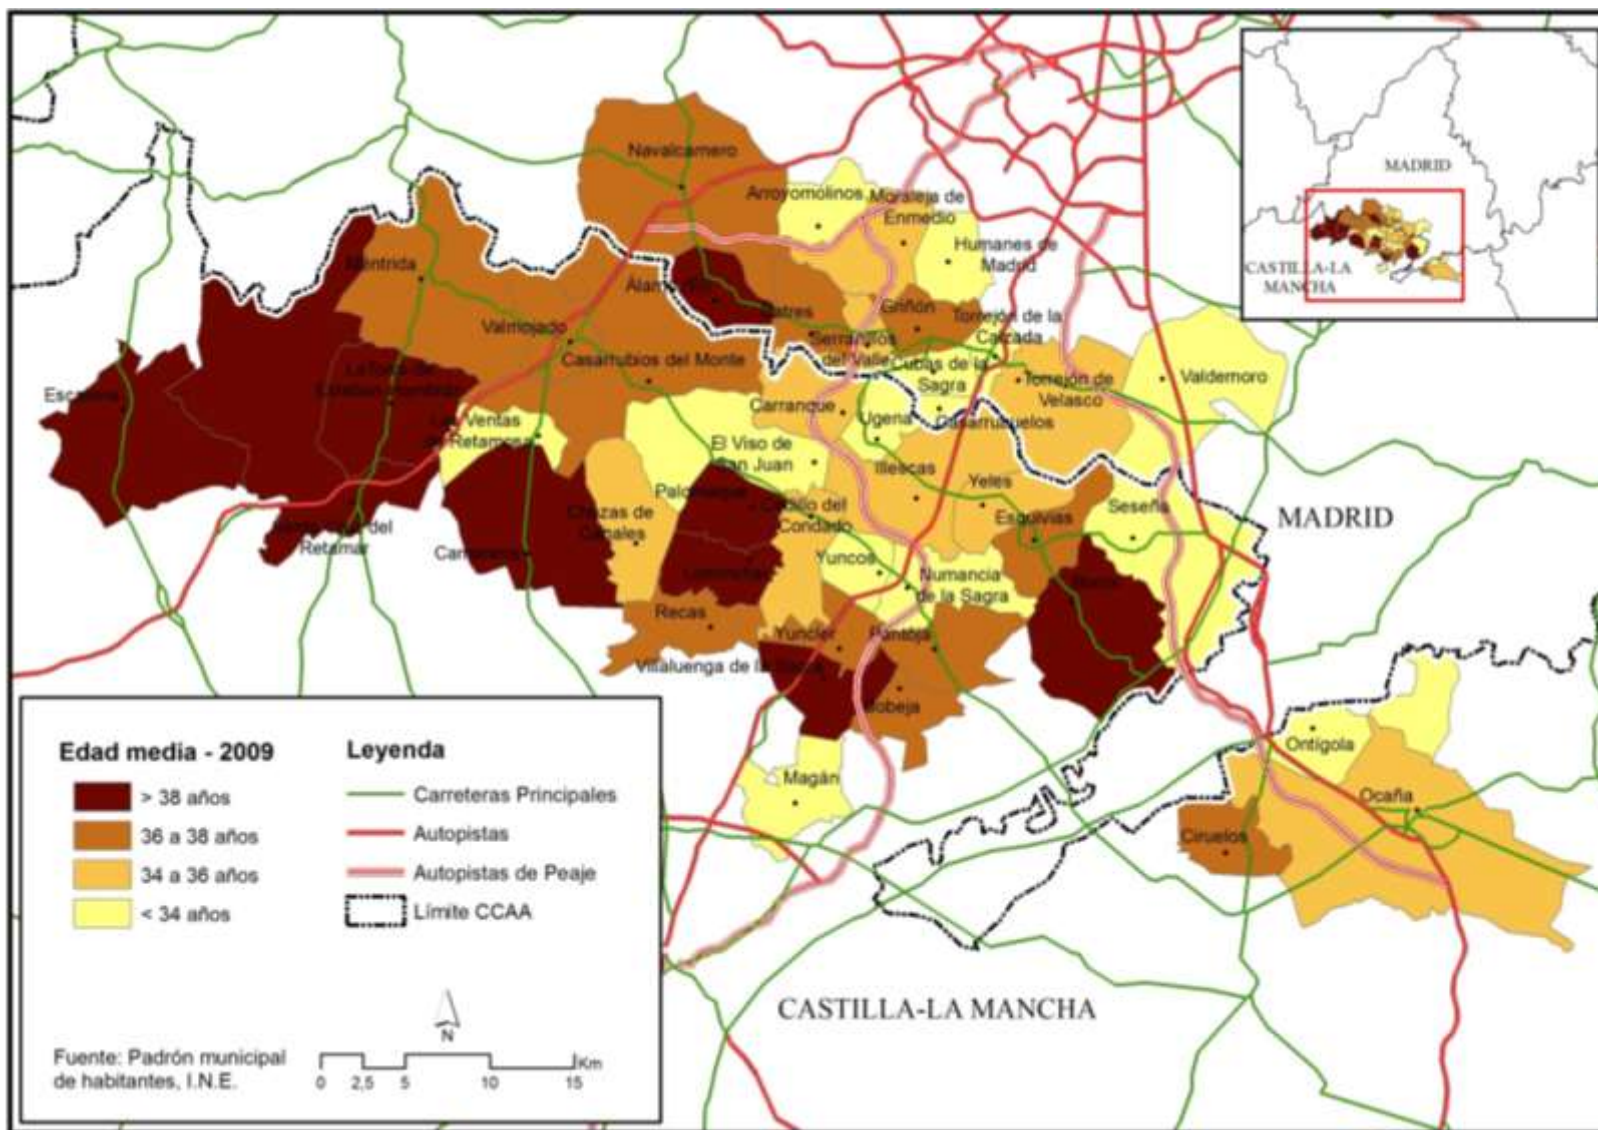 Navalcarnero
Arroyomolinos
Moraleja de
Enmedio
Humanes de
Madrid
MADRID
CASTILLA-LA
MANCHA
Méntrida
Batres
Griñón
Torrejón de la
Calzada
Serranillos
del Valle
Cubas de la
Sagra
Valmojado
Casarrubios del Monte
Torrejón de
Velasco
Valdemoro
Escalona
Carranque
Ugena
Casarrubuelos
Las Ventas
de Retamosa
El Viso de
San Juan
Illescas
Yeles
Palomeque
Cedillo del
Condado
Chozas de
Canales
Esquivias
Seseña
MADRID
Retamar
Camarena
Yuncos
Numancia
de la Sagra
Lominchar
Borox
Recas
Yuncler
Pantoja
Villaluenga de la
Cobeja
Magán
Ontígola
Ocaña
Ciruelos
CASTILLA-LA MANCHA
Edad media - 2009
> 38 años
36 a 38 años
34 a 36 años
< 34 años
Leyenda
Carreteras Principales
Autopistas
Autopistas de Peaje
Límite CCAA
N
Fuente: Padrón municipal
de habitantes, I.N.E.
Km
0 2,5 5 10 15